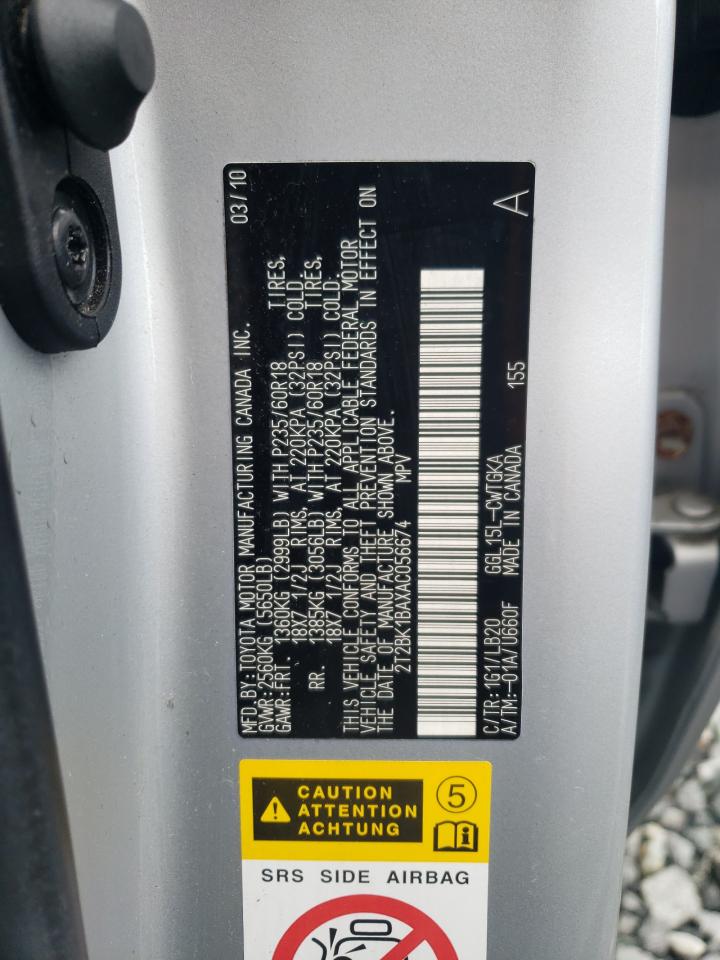 MFD.BY:TOYOTA MOTOR MANUFACTURING CANADA INC. 03/10
GVWR:2560KG (5650LB)
GAWR:FRT. 1360KG (2999LB) WITH P235/60R18 TIRES,
18X7 1/2J RIMS, AT 220KPA (32PSI) COLD.
RR. 1385KG (3056LB) WITH P235/60R18 TIRES,
18X7 1/2J RIMS, AT 220KPA (32PSI) COLD.
THIS VEHICLE CONFORMS TO ALL APPLICABLE FEDERAL MOTOR
VEHICLE SAFETY AND THEFT PREVENTION STANDARDS IN EFFECT ON
THE DATE OF MANUFACTURE SHOWN ABOVE.
2T2BK1BAXAC056674 MPV
C/TR:1G1/LB20 GGL15L-CWTGKA
A/TM:-01A/U660F MADE IN CANADA 155 A
CAUTION
ATTENTION
ACHTUNG
5
SRS SIDE AIRBAG